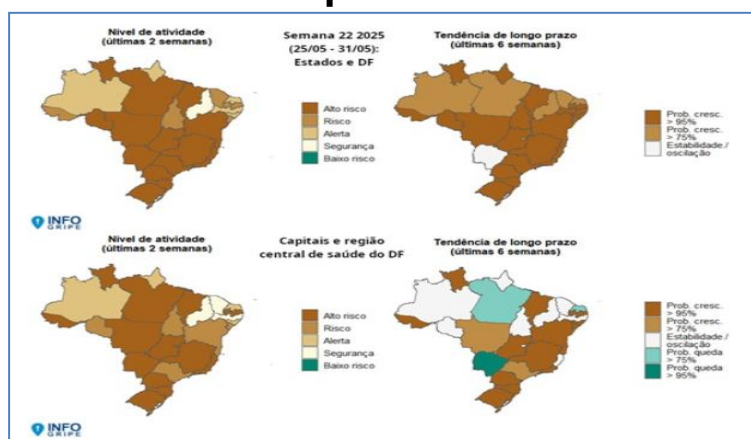 Nível de atividade
(últimas 2 semanas)
Semana 22 2025
(25/05 - 31/05):
Estados e DF
Tendência de longo prazo
(últimas 6 semanas)
Alto risco
Risco
Alerta
Segurança
Baixo risco
Prob. cresc.
> 95%
Prob. cresc.
> 75%
Estabilidade./
oscilação
INFO
GRIPE
Nível de atividade
(últimas 2 semanas)
Capitais e região
central de saúde do DF
Tendência de longo prazo
(últimas 6 semanas)
Alto risco
Risco
Alerta
Segurança
Baixo risco
Prob. cresc.
> 95%
Prob. cresc.
> 75%
Estabilidade./
oscilação
Prob. queda
> 75%
Prob. queda
> 95%
INFO
GRIPE